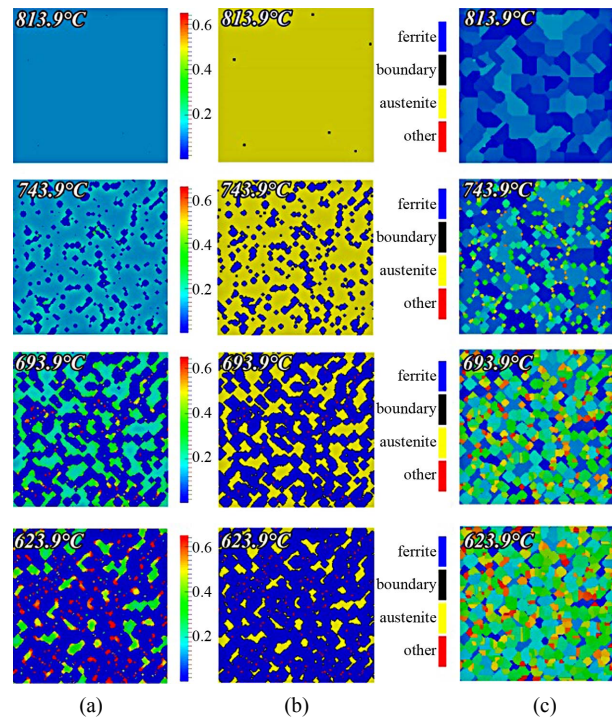 813.9°C
0.6
0.4
0.2
813.9°C
ferrite
boundary
austenite
other
813.9°C
743.9°C
0.6
0.4
0.2
743.9°C
ferrite
boundary
austenite
other
743.9°C
693.9°C
0.6
0.4
0.2
693.9°C
ferrite
boundary
austenite
other
693.9°C
623.9°C
0.6
0.4
0.2
623.9°C
ferrite
boundary
austenite
other
623.9°C
(a)
(b)
(c)